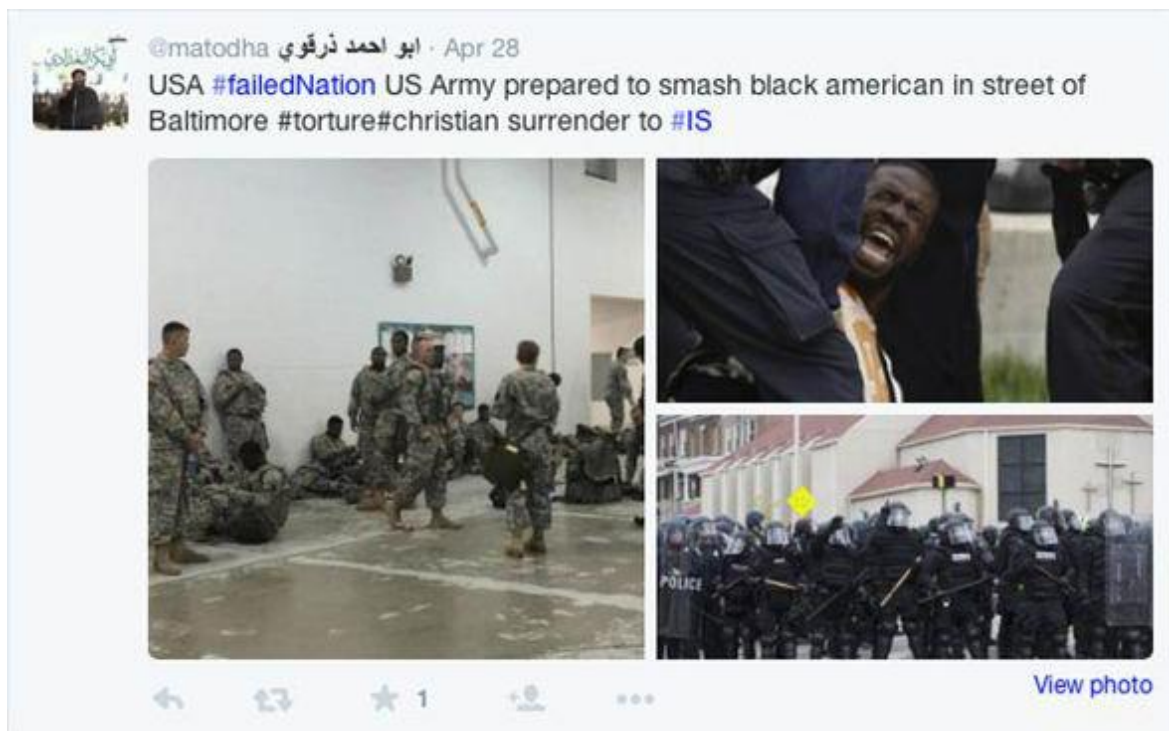 @matodha ابو احمد ذرقوي · Apr 28
USA #failedNation US Army prepared to smash black american in street of
Baltimore #torture#christian surrender to #IS
POLICE
1
View photo